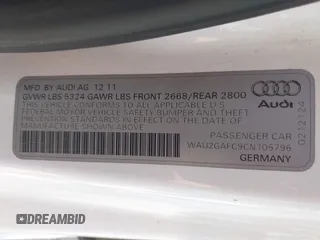 MFD BY AUDI AG 12 11
GVWR LBS 5324 GAWR LBS FRONT 2668/REAR 2800
THIS VEHICLE CONFORMS TO ALL APPLICABLE U.S.
FEDERAL MOTOR VEHICLE SAFETY BUMPER AND THEFT
PREVENTION STANDARDS IN EFFECT ON THE DATE OF
MANUFACTURE SHOWN ABOVE.
Audi
PASSENGER CAR
WAU2GAFC9CN105796
GERMANY
0212124
DREAMBID